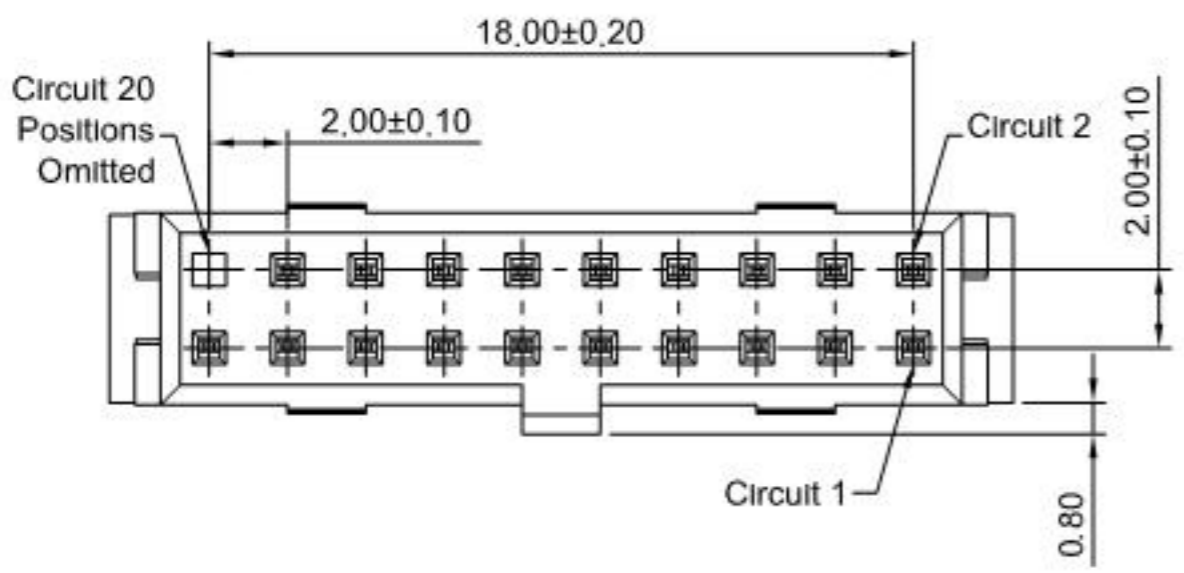 18.00±0.20
Circuit 20
Positions
Omitted
2.00±0.10
Circuit 2
2.00±0.10
Circuit 1
0.80